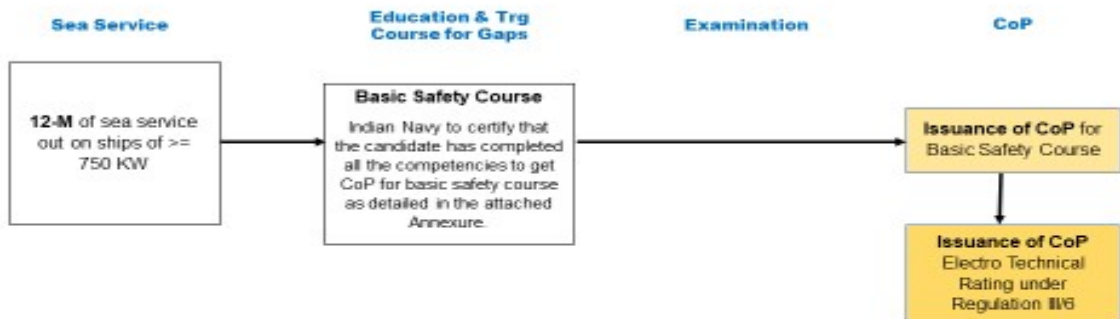 Sea Service
Education & Trg
Course for Gaps
Examination
CoP
12-M of sea service
out on ships of >=
750 KW
Basic Safety Course
Indian Navy to certify that
the candidate has completed
all the competencies to get
CoP for basic safety course
as detailed in the attached
Annexure.
Issuance of CoP for
Basic Safety Course
Issuance of CoP
Electro Technical
Rating under
Regulation III/6